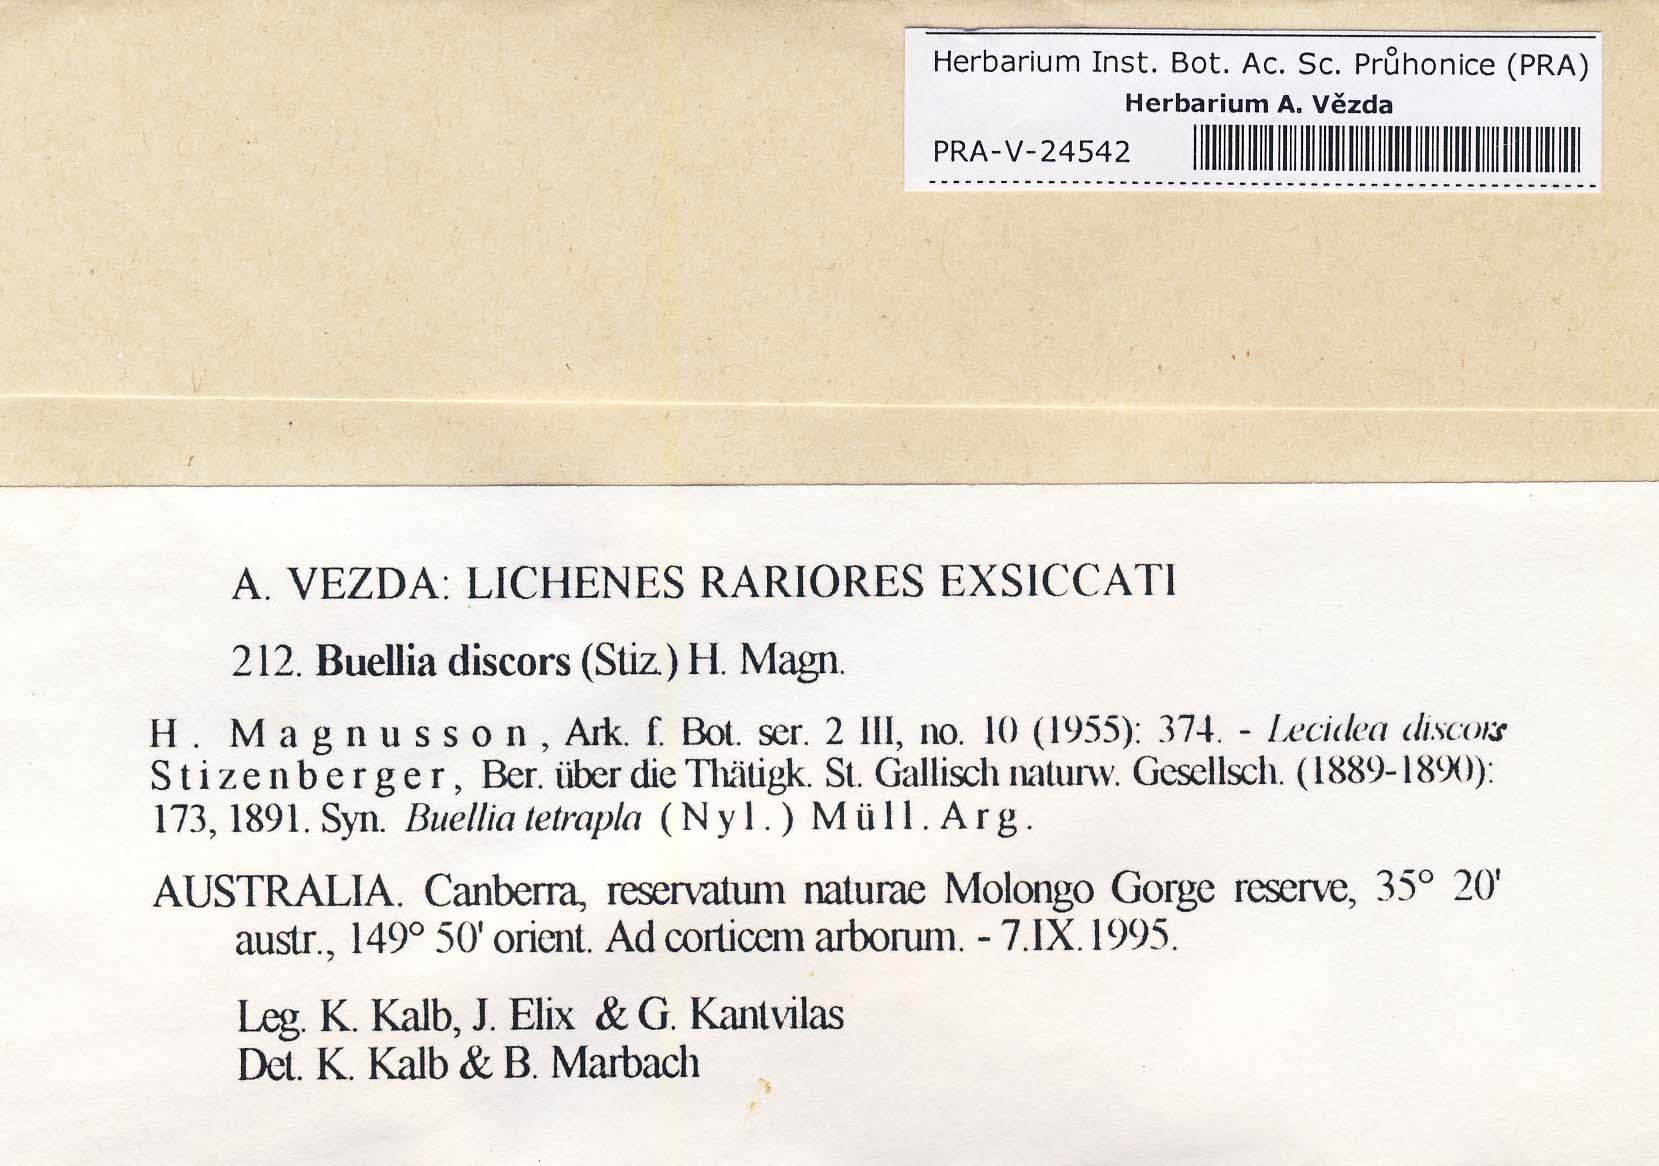 Herbarium Inst. Bot. Ac. Sc. Průhonice (PRA)
Herbarium A. Vězda
PRA-V-24542
A. VEZDA: LICHENES RARIORES EXSICCATI
212. Buellia discors (Stiz.) H. Magn.
H. Magnusson, Ark. f. Bot. ser. 2 III, no. 10 (1955): 374. - Lecidea discors
Stizenberger, Ber. über die Thätigk. St. Gallisch naturw. Gesellsch. (1889-1890):
173, 1891. Syn. Buellia tetrapla (Nyl.) Müll. Arg.
AUSTRALIA. Canberra, reservatum naturae Molongo Gorge reserve, 35° 20'
austr., 149° 50' orient. Ad corticem arborum. - 7.IX.1995.
Leg. K. Kalb, J. Elix & G. Kantvilas
Det. K. Kalb & B. Marbach